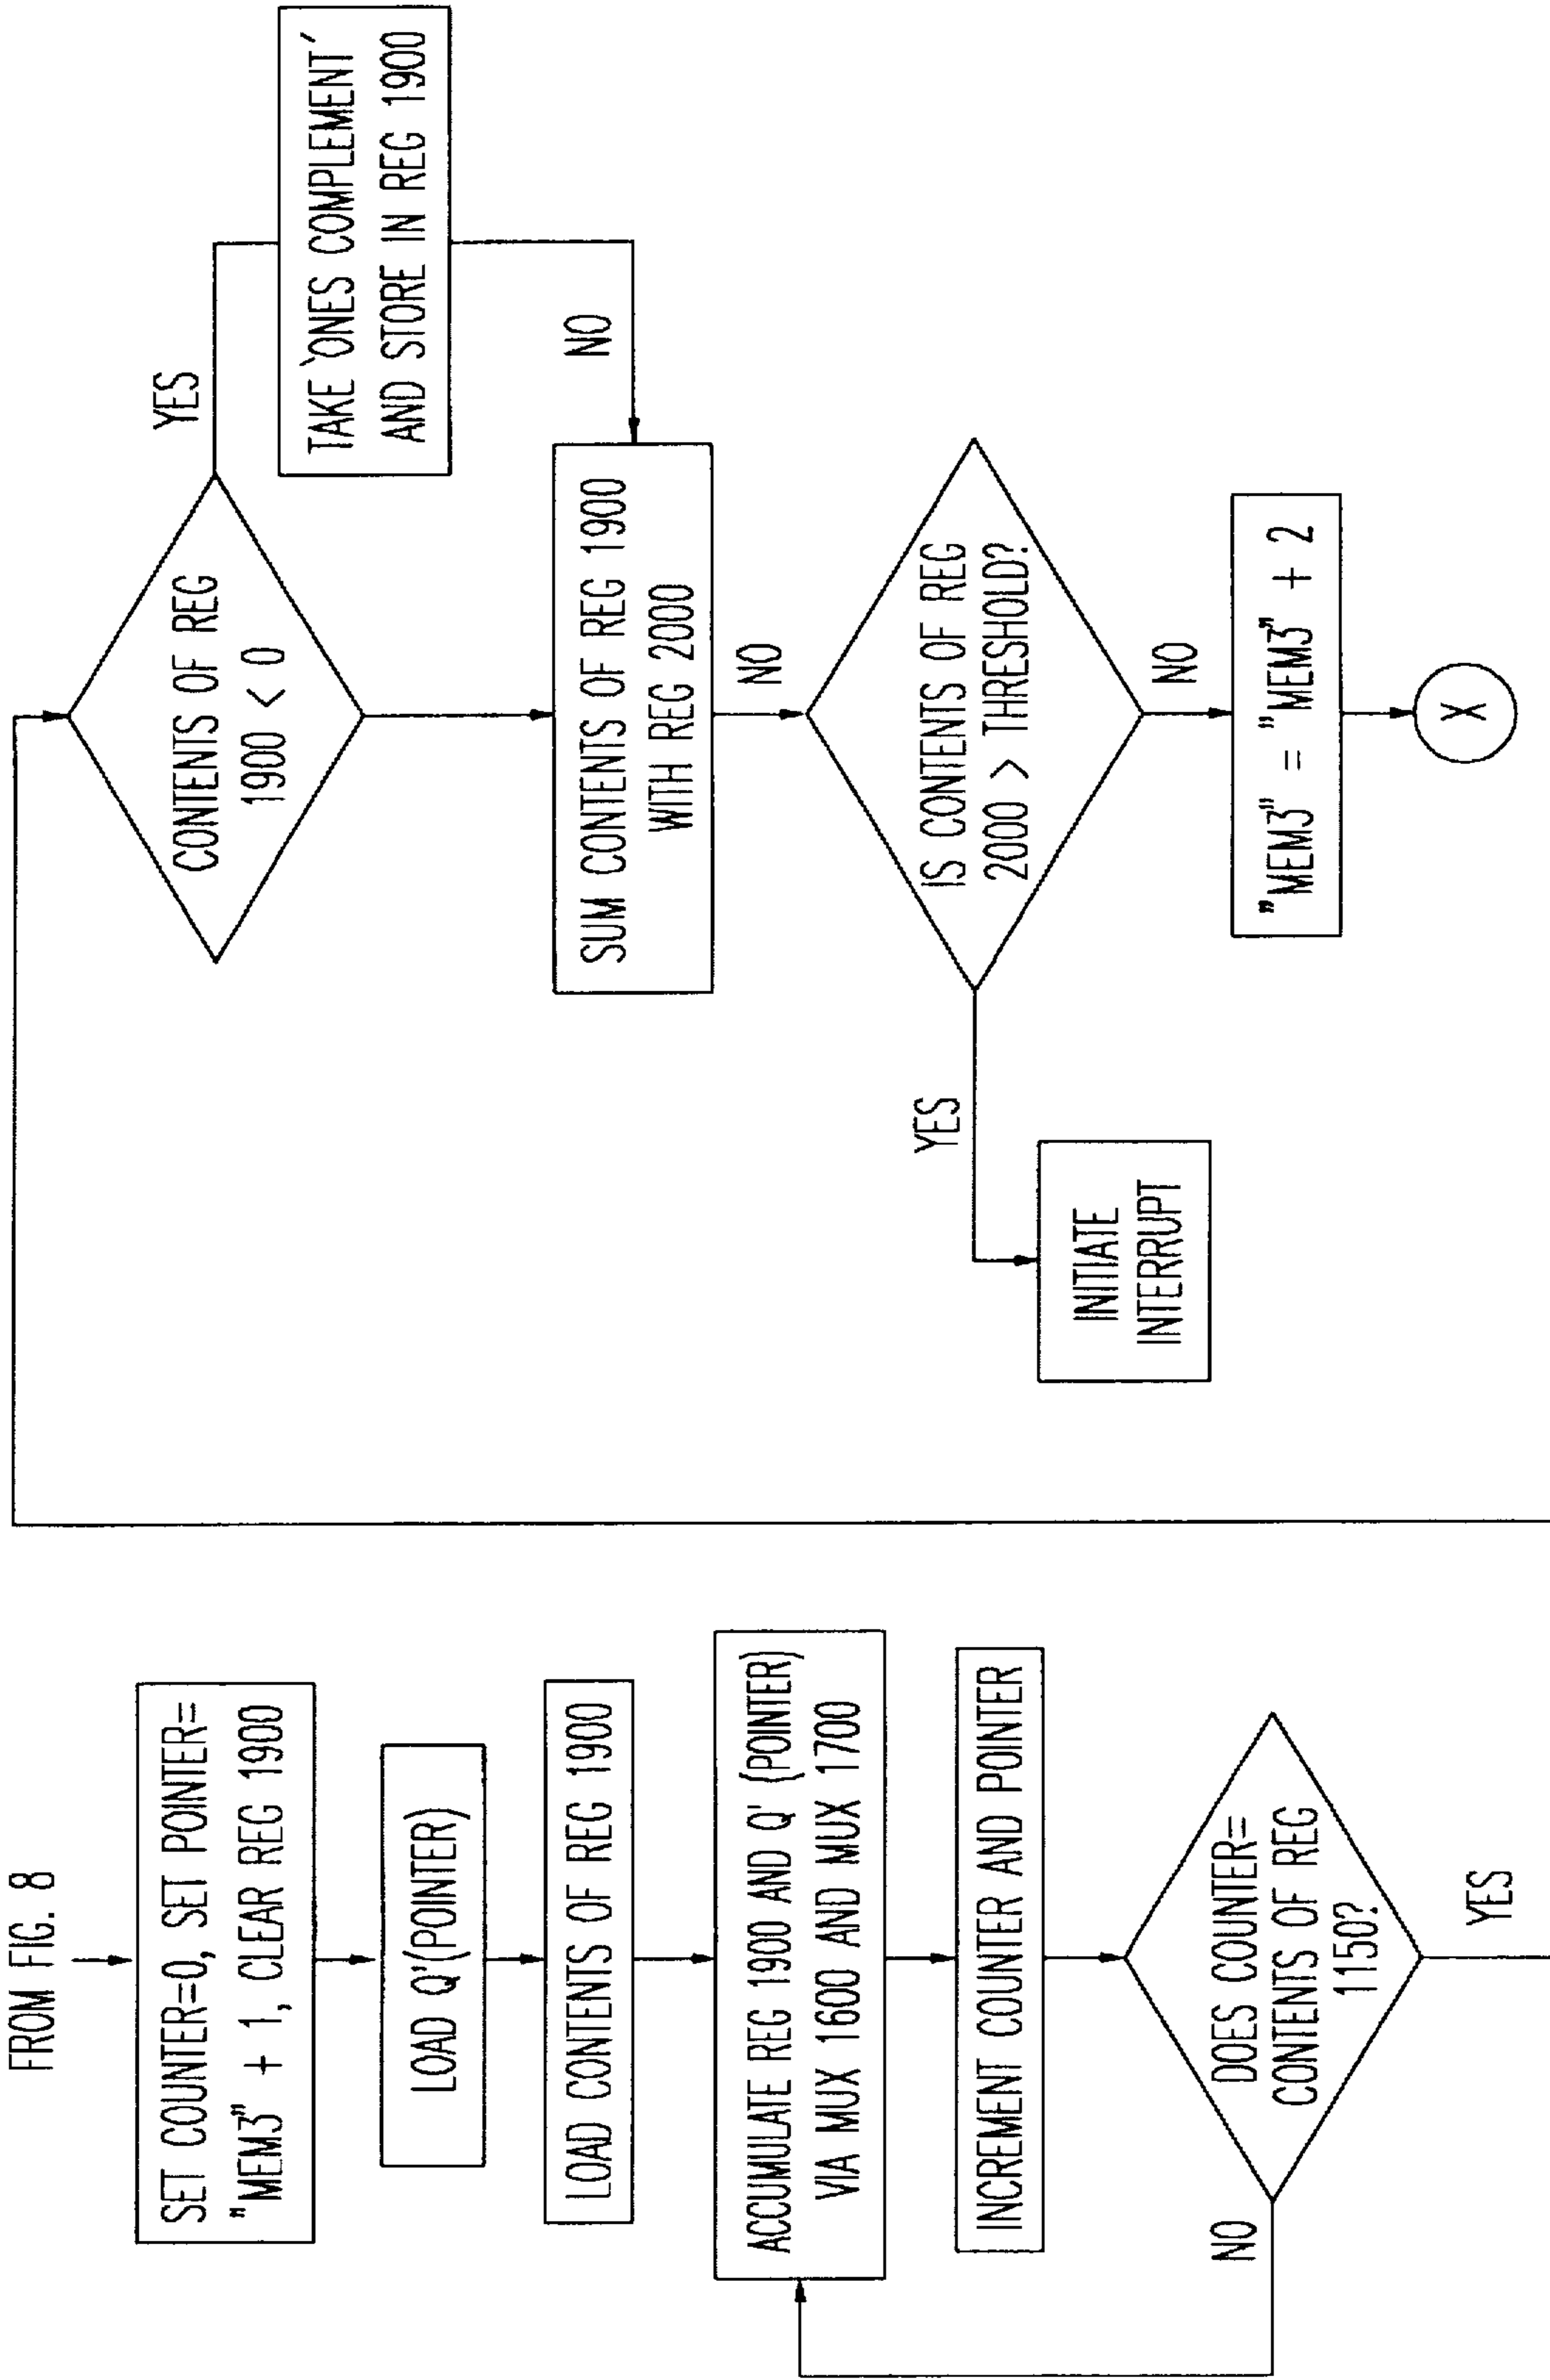 FROM FIG. 8
SET COUNTER=0, SET POINTER=
"MEM3" + 1, CLEAR REG 1900
LOAD Q'(POINTER)
LOAD CONTENTS OF REG 1900
ACCUMULATE REG 1900 AND Q' (POINTER)
VIA MUX 1600 AND MUX 1700
INCREMENT COUNTER AND POINTER
DOES COUNTER=
CONTENTS OF REG
1150?
NO
YES
CONTENTS OF REG
1900 < 0
YES
TAKE 'ONES COMPLEMENT'
AND STORE IN REG 1900
NO
SUM CONTENTS OF REG 1900
WITH REG 2000
NO
IS CONTENTS OF REG
2000 > THRESHOLD?
YES
INITIATE
INTERRUPT
NO
"MEM3" = "MEM3" + 2
X